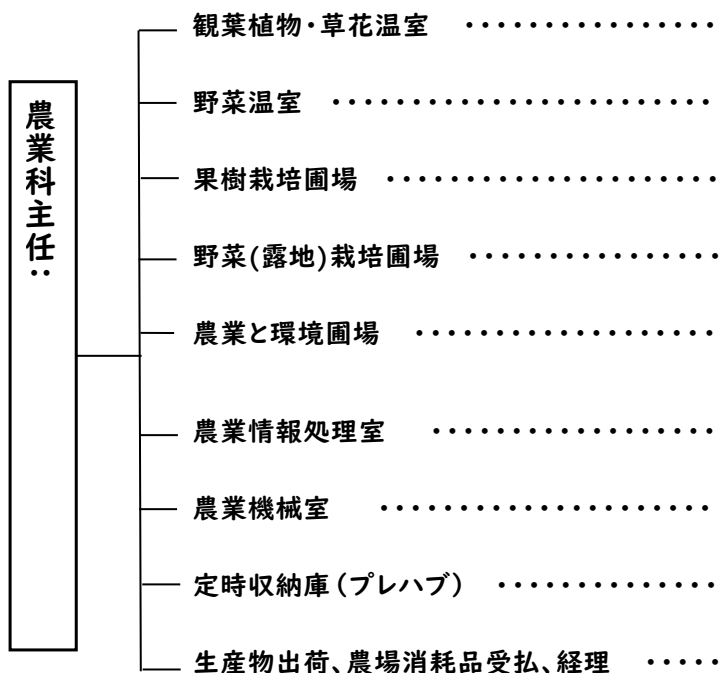 農業科主任:
観葉植物・草花温室 ・・・・・・・・・・・・・・・
野菜温室 ・・・・・・・・・・・・・・・・・・・・・・・
果樹栽培圃場 ・・・・・・・・・・・・・・・・・・・・
野菜(露地)栽培圃場 ・・・・・・・・・・・・・・・
農業と環境圃場 ・・・・・・・・・・・・・・・・・・
農業情報処理室 ・・・・・・・・・・・・・・・・・
農業機械室 ・・・・・・・・・・・・・・・・・・・・
定時収納庫(プレハブ) ・・・・・・・・・・・・・
生産物出荷、農場消耗品受払、経理 ・・・・・